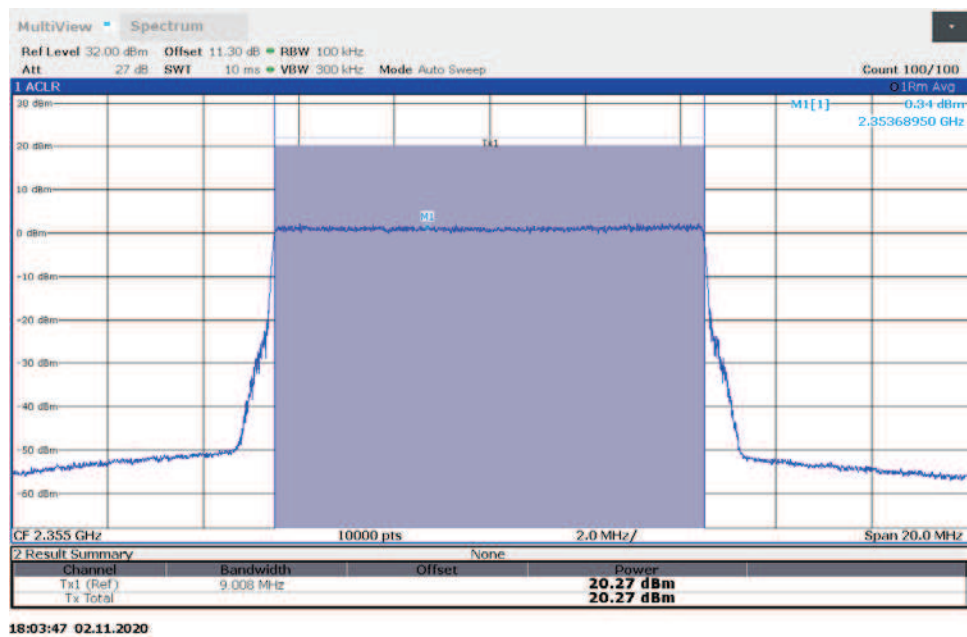 MultiView Spectrum
Ref Level 32.00 dBm Offset 11.30 dB RBW 100 kHz
Att 27 dB SWT 10 ms VBW 300 kHz Mode Auto Sweep Count 100/100
1 ACLR 1Rm Avg
30 dBm M1[1] 0.34 dBm
2.35368950 GHz
20 dBm Tx1
10 dBm
M1
0 dBm
-10 dBm
-20 dBm
-30 dBm
-40 dBm
-50 dBm
-60 dBm
CF 2.355 GHz 10000 pts 2.0 MHz/ Span 20.0 MHz
2 Result Summary None
Channel Bandwidth Offset Power
Tx1 (Ref) 9.008 MHz 20.27 dBm
Tx Total 20.27 dBm
18:03:47 02.11.2020